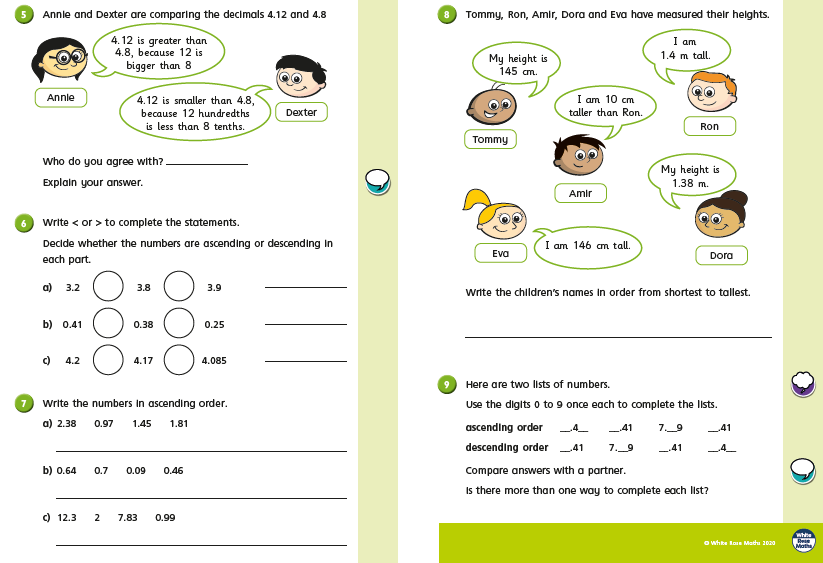 5 Annie and Dexter are comparing the decimals 4.12 and 4.8
4.12 is greater than
4.8, because 12 is
bigger than 8
Annie
4.12 is smaller than 4.8,
because 12 hundredths
is less than 8 tenths.
Dexter
Who do you agree with? ____________
Explain your answer.
6 Write < or > to complete the statements.
Decide whether the numbers are ascending or descending in
each part.
a) 3.2 3.8 3.9
b) 0.41 0.38 0.25
c) 4.2 4.17 4.085
7 Write the numbers in ascending order.
a) 2.38 0.97 1.45 1.81
b) 0.64 0.7 0.09 0.46
c) 12.3 2 7.83 0.99
8 Tommy, Ron, Amir, Dora and Eva have measured their heights.
My height is
145 cm.
Tommy
I am
1.4 m tall.
Ron
I am 10 cm
taller than Ron.
Amir
My height is
1.38 m.
Dora
Eva
I am 146 cm tall.
Write the children's names in order from shortest to tallest.
9 Here are two lists of numbers.
Use the digits 0 to 9 once each to complete the lists.
ascending order __.4__ __.41 7.__9 __.41
descending order __.41 7.__9 __.41 __.4__
Compare answers with a partner.
Is there more than one way to complete each list?
© White Rose Maths 2020
White
Rose
Maths